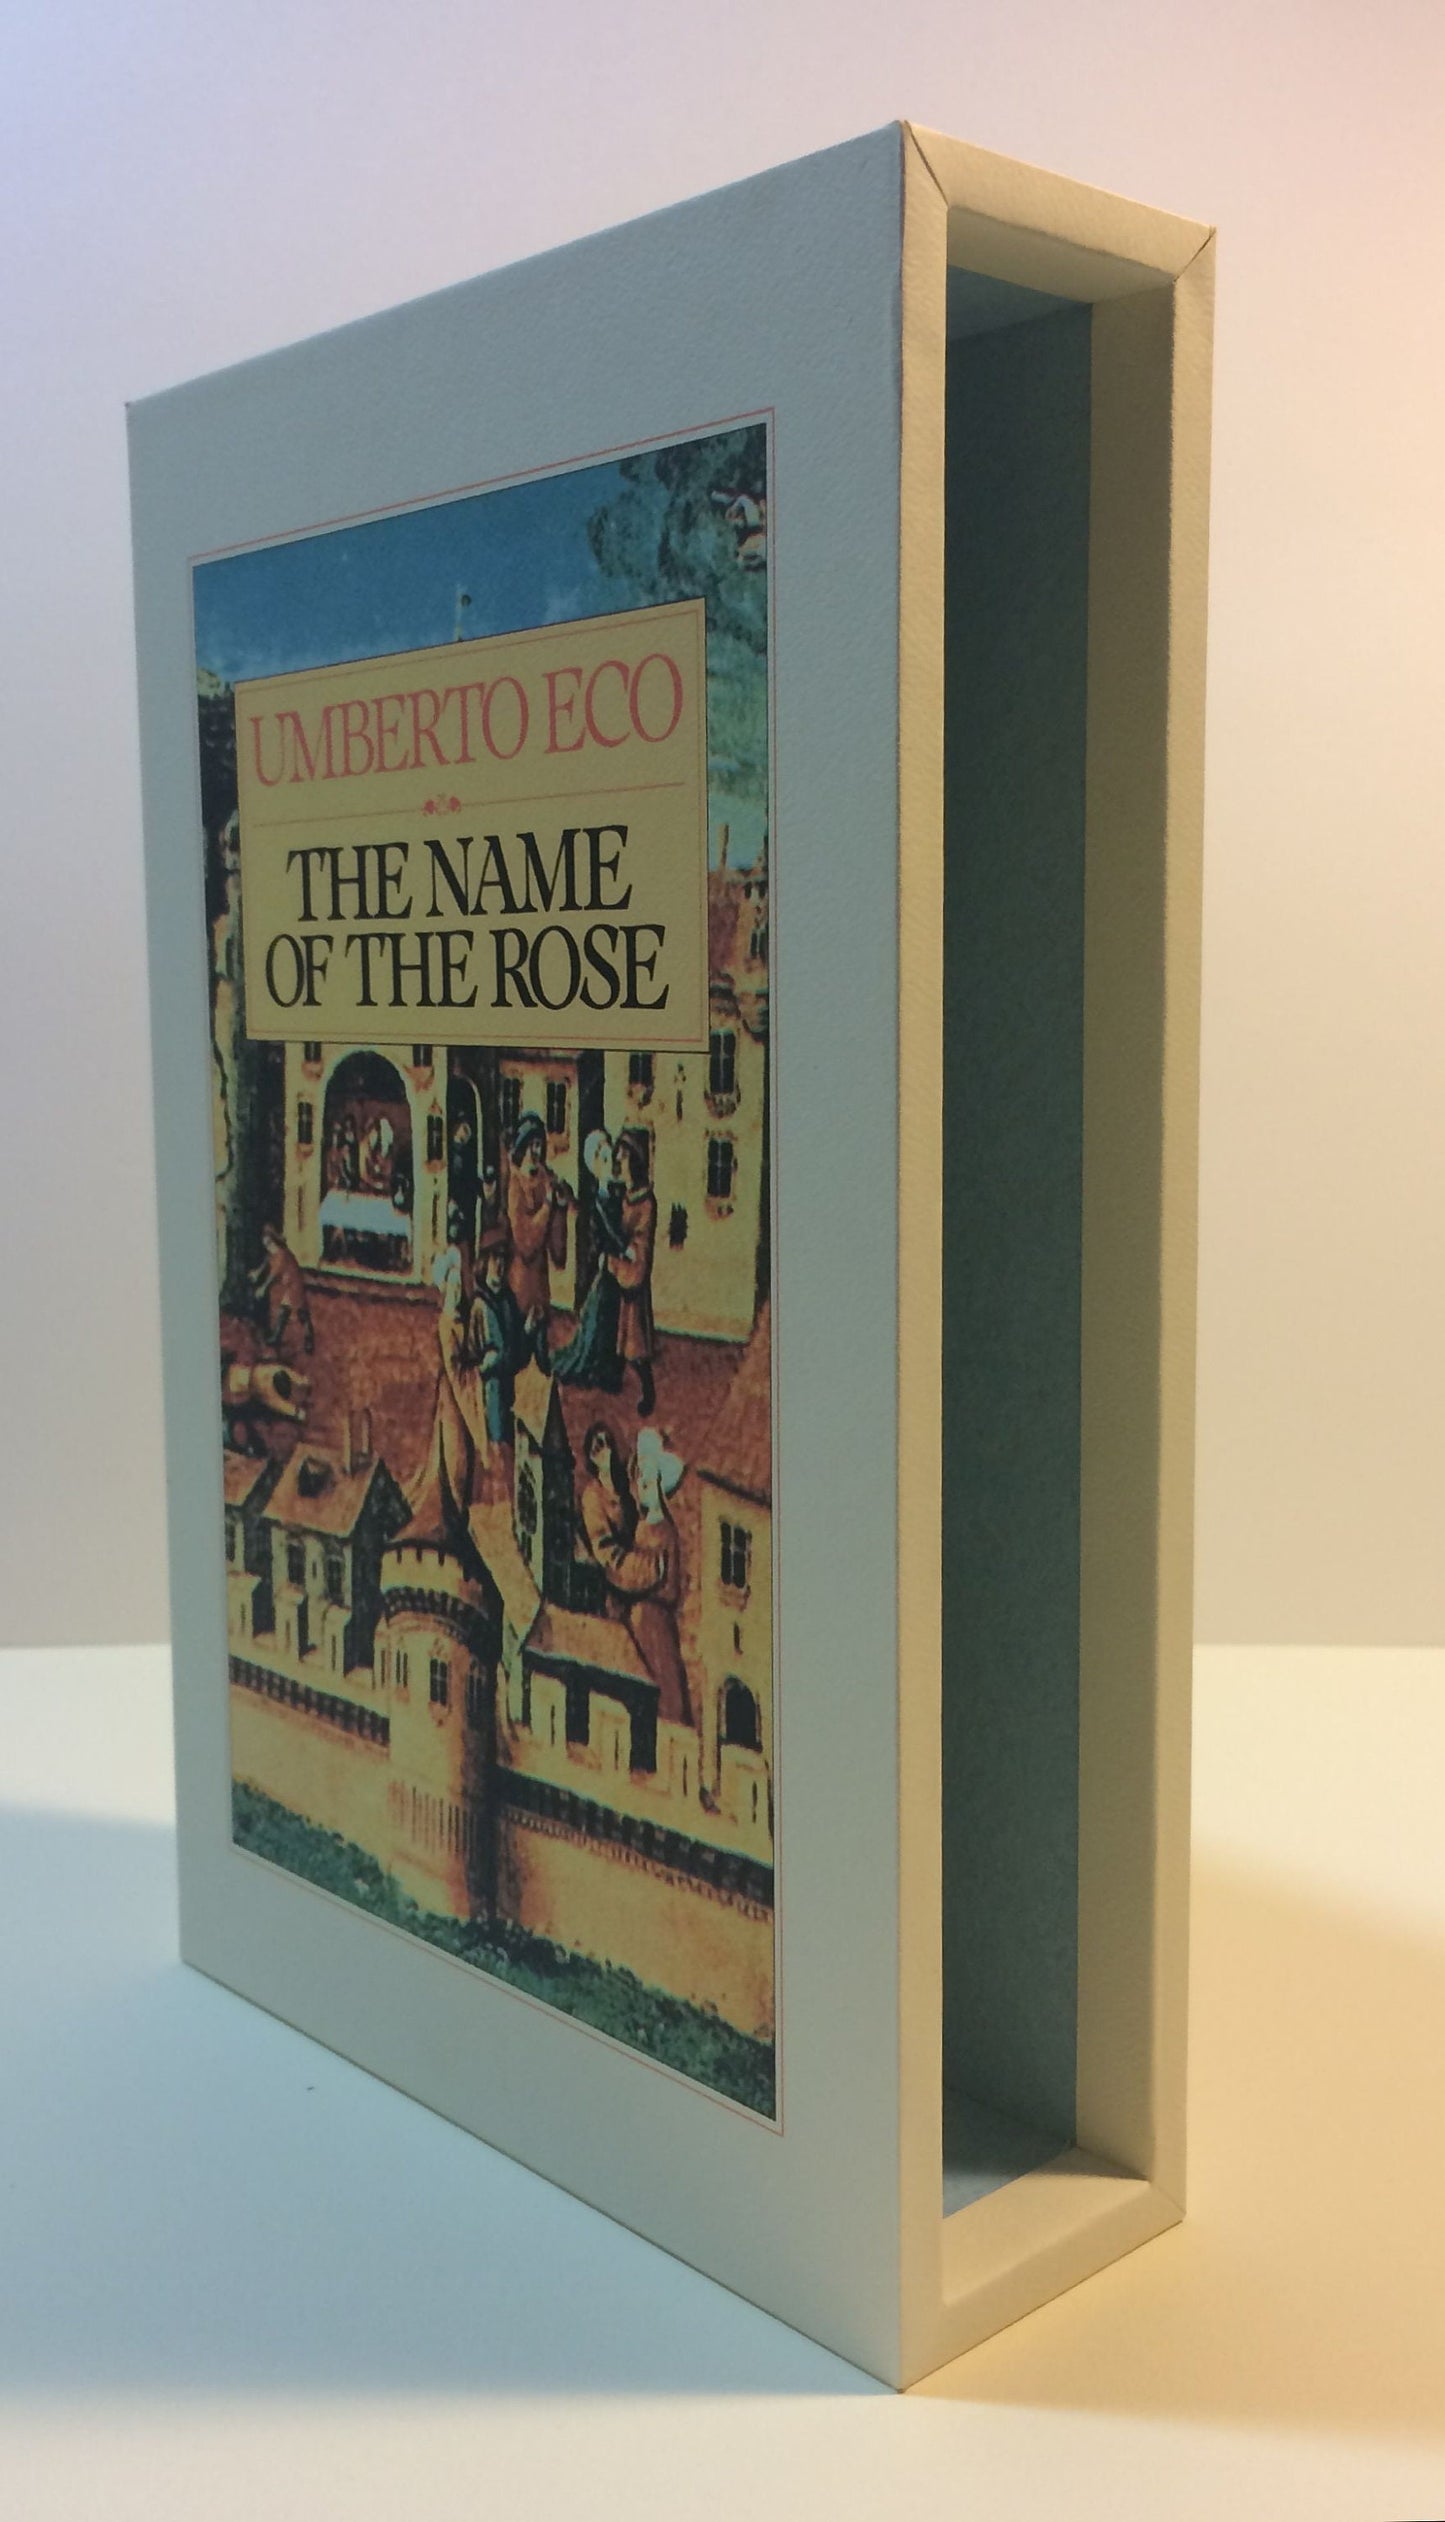 UMBERTO ECO
THE NAME
OF THE ROSE